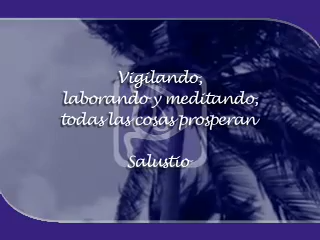 Vigilando,
laborando y meditando,
todas las cosas prosperan
Salustio